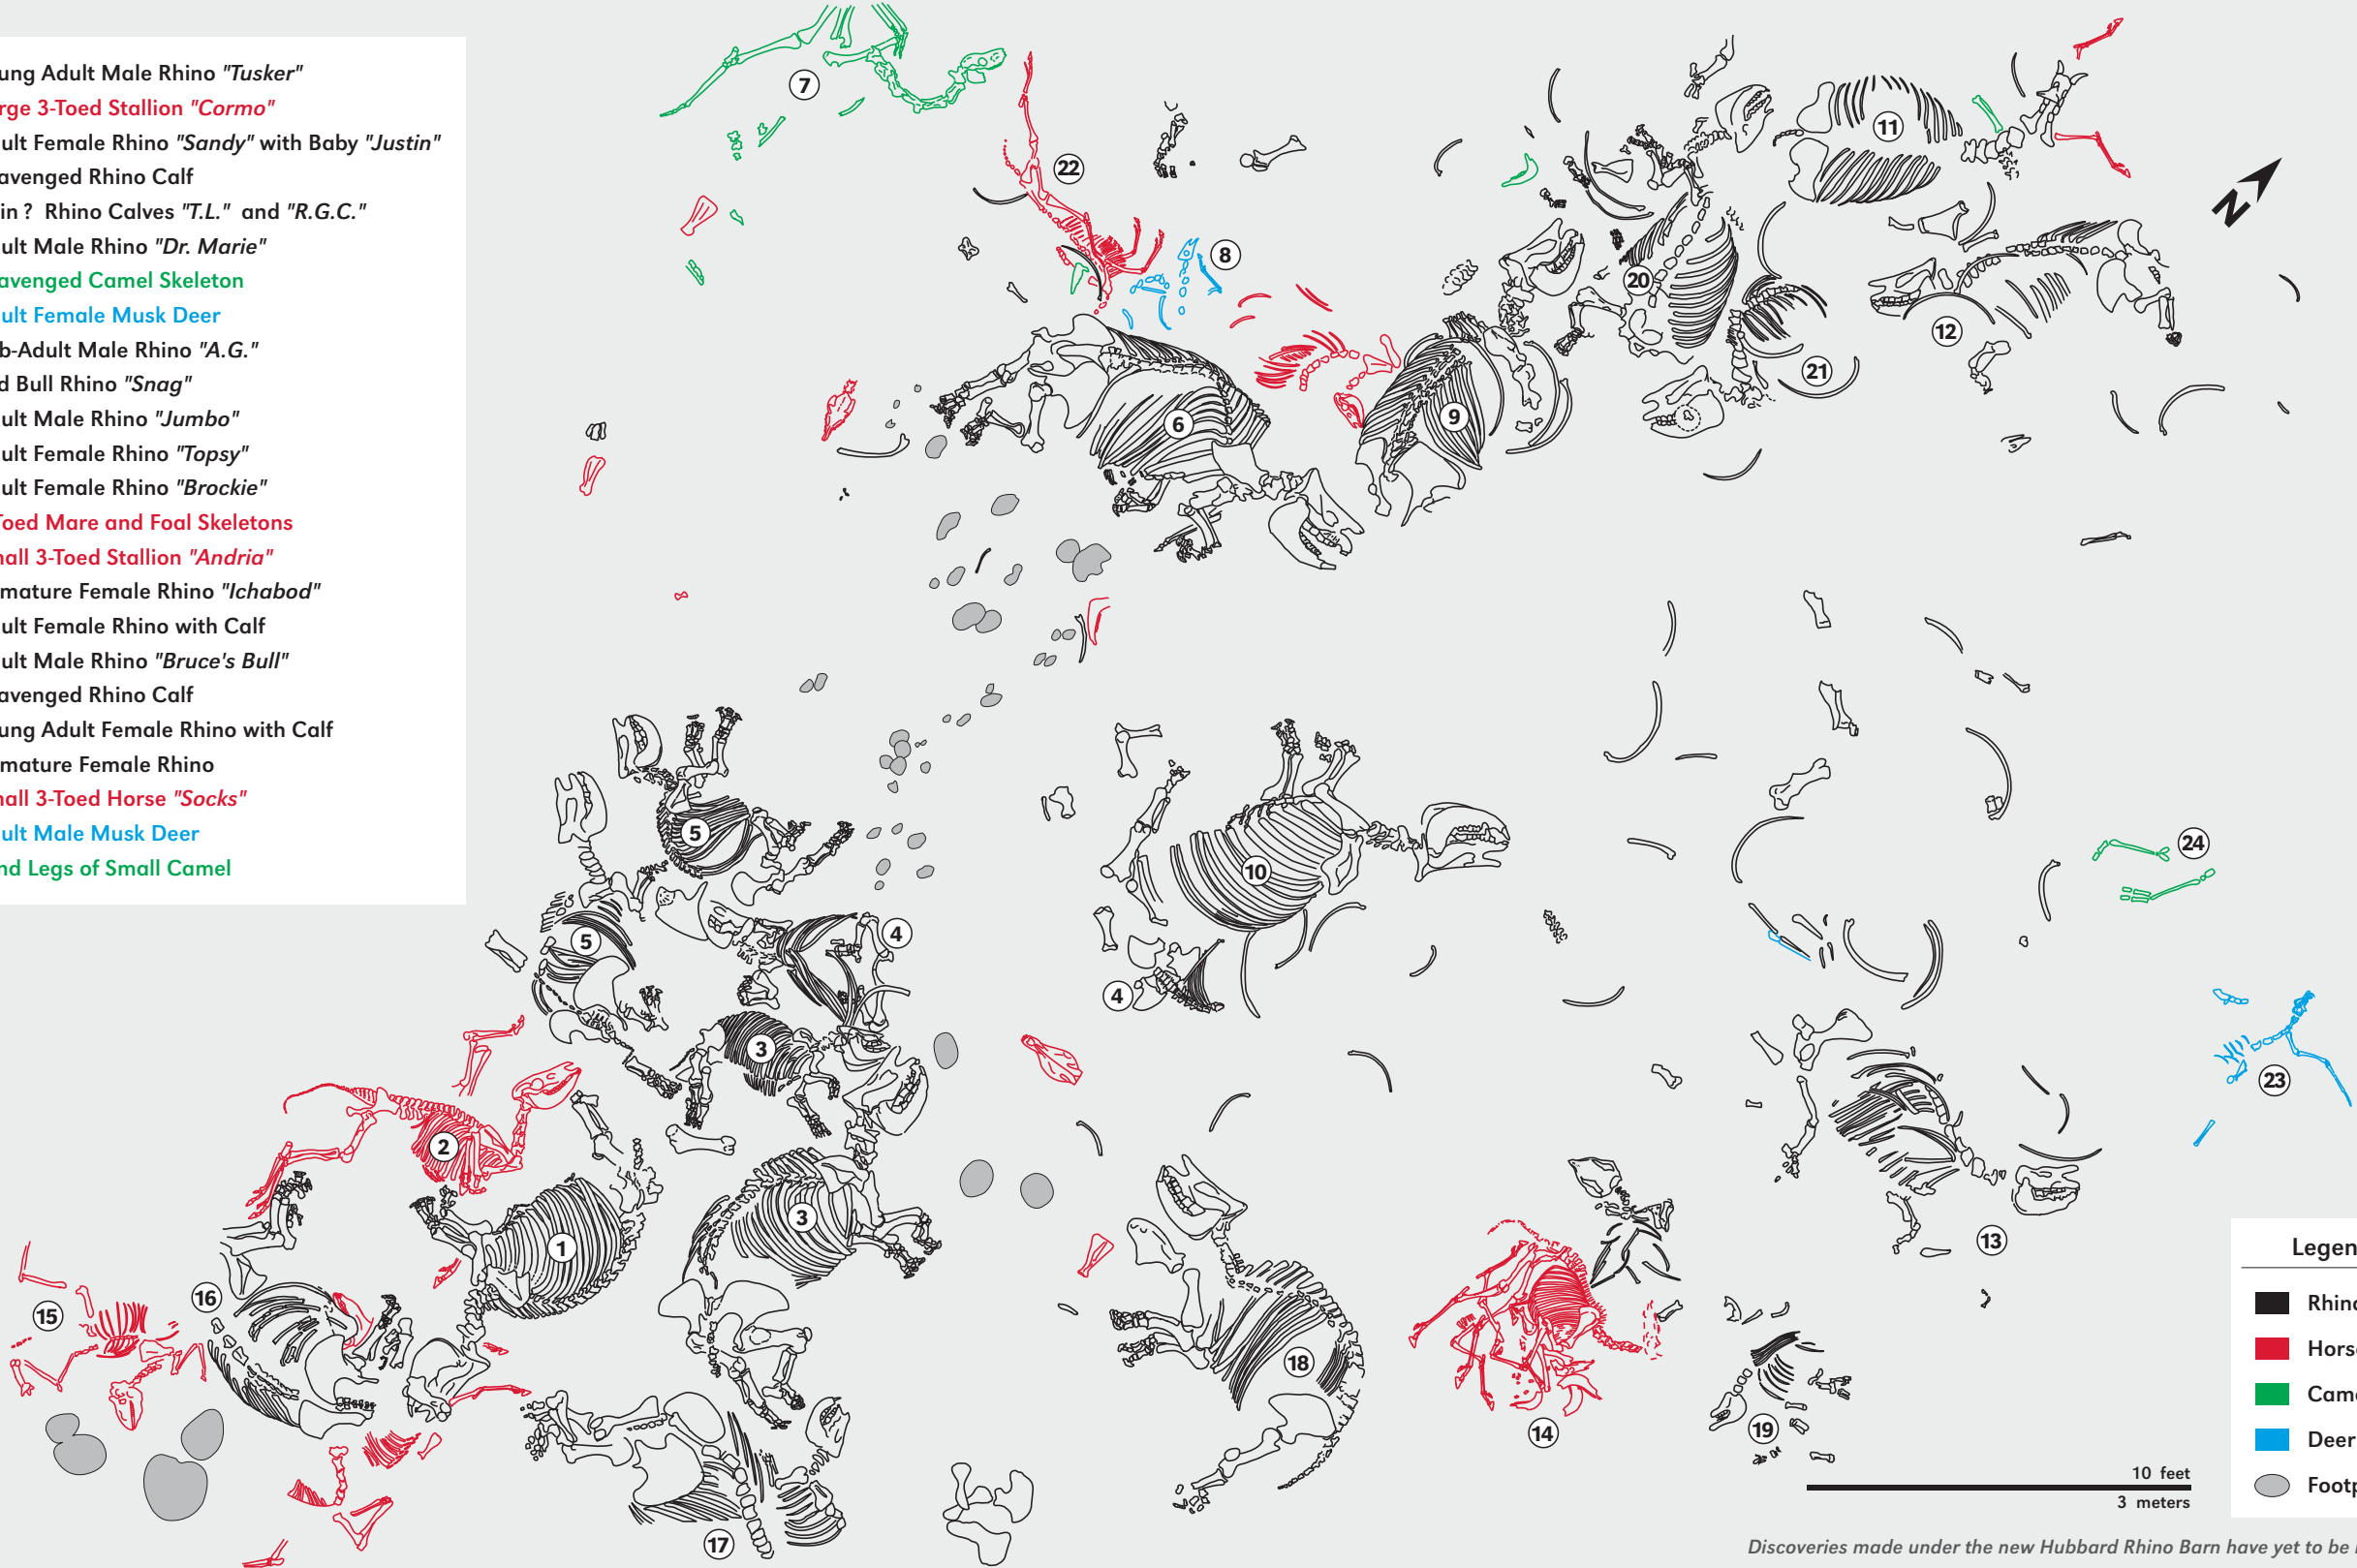 ung Adult Male Rhino "Tusker"
rge 3-Toed Stallion "Cormo"
ult Female Rhino "Sandy" with Baby "Justin"
avenged Rhino Calf
in ? Rhino Calves "T.L." and "R.G.C."
ult Male Rhino "Dr. Marie"
avenged Camel Skeleton
ult Female Musk Deer
b-Adult Male Rhino "A.G."
d Bull Rhino "Snag"
ult Male Rhino "Jumbo"
ult Female Rhino "Topsy"
ult Female Rhino "Brockie"
Toed Mare and Foal Skeletons
mall 3-Toed Stallion "Andria"
mature Female Rhino "Ichabod"
ult Female Rhino with Calf
ult Male Rhino "Bruce's Bull"
avenged Rhino Calf
ung Adult Female Rhino with Calf
mature Female Rhino
mall 3-Toed Horse "Socks"
ult Male Musk Deer
nd Legs of Small Camel
7
11
22
N
8
20
12
21
6
9
5
24
10
5
4
4
3
23
2
3
13
1
16
15
18
14
19
17
10 feet
3 meters
Legen
Rhino
Horse
Came
Deer
Footp
Discoveries made under the new Hubbard Rhino Barn have yet to be